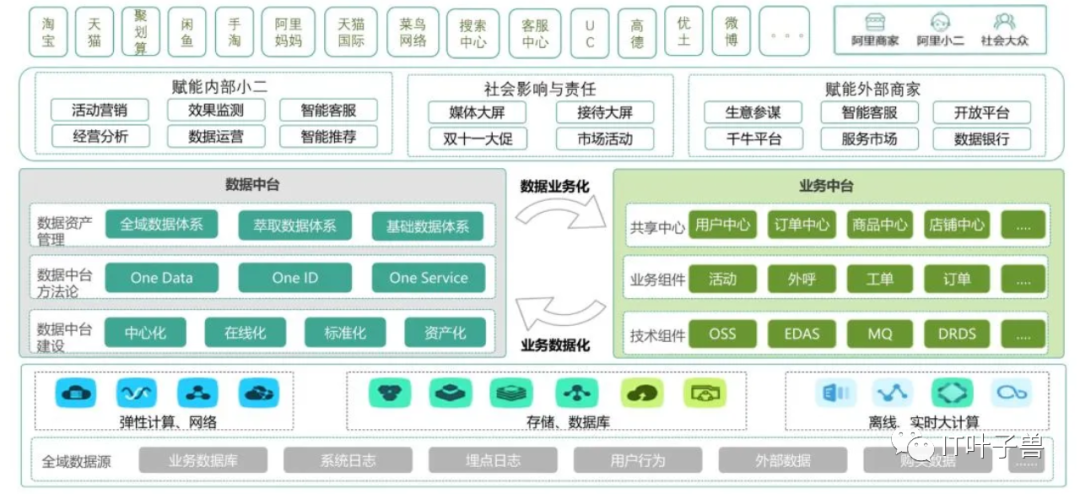 淘宝
天猫
聚划算
闲鱼
手淘
阿里妈妈
天猫国际
菜鸟网络
搜索中心
客服中心
UC
高德
优土
微博
。。。
阿里商家 阿里小二 社会大众
赋能内部小二
活动营销 效果监测 智能客服
经营分析 数据运营 智能推荐
社会影响与责任
媒体大屏 接待大屏
双十一大促 市场活动
赋能外部商家
生意参谋 智能客服 开放平台
千牛平台 服务市场 数据银行
数据中台
数据资产管理 全域数据体系 萃取数据体系 基础数据体系
数据中台方法论 One Data One ID One Service
数据中台建设 中心化 在线化 标准化 资产化
数据业务化
业务数据化
业务中台
共享中心 用户中心 订单中心 商品中心 店铺中心 ....
业务组件 活动 外呼 工单 订单 ....
技术组件 OSS EDAS MQ DRDS ....
弹性计算、网络 存储、数据库 离线、实时大计算
全域数据源 业务数据库 系统日志 埋点日志 用户行为 外部数据 购买数据 ......
IT叶子兽